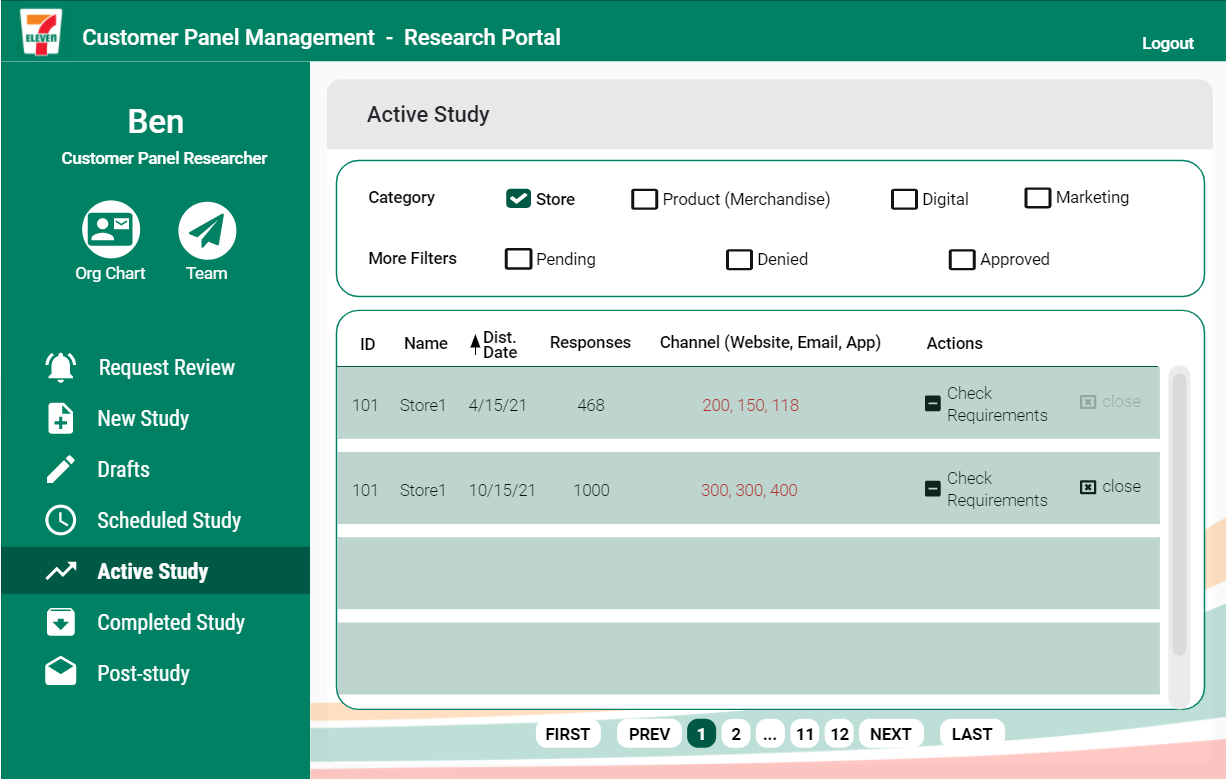 7
ELEVEN
Customer Panel Management - Research Portal
Logout
Ben
Customer Panel Researcher
Org Chart
Team
Request Review
New Study
Drafts
Scheduled Study
Active Study
Completed Study
Post-study
Active Study
Category Store Product (Merchandise) Digital Marketing
More Filters Pending Denied Approved
ID Name Dist. Date Responses Channel (Website, Email, App) Actions
101 Store1 4/15/21 468 200, 150, 118 Check Requirements close
101 Store1 10/15/21 1000 300, 300, 400 Check Requirements close
FIRST PREV 1 2 ... 11 12 NEXT LAST